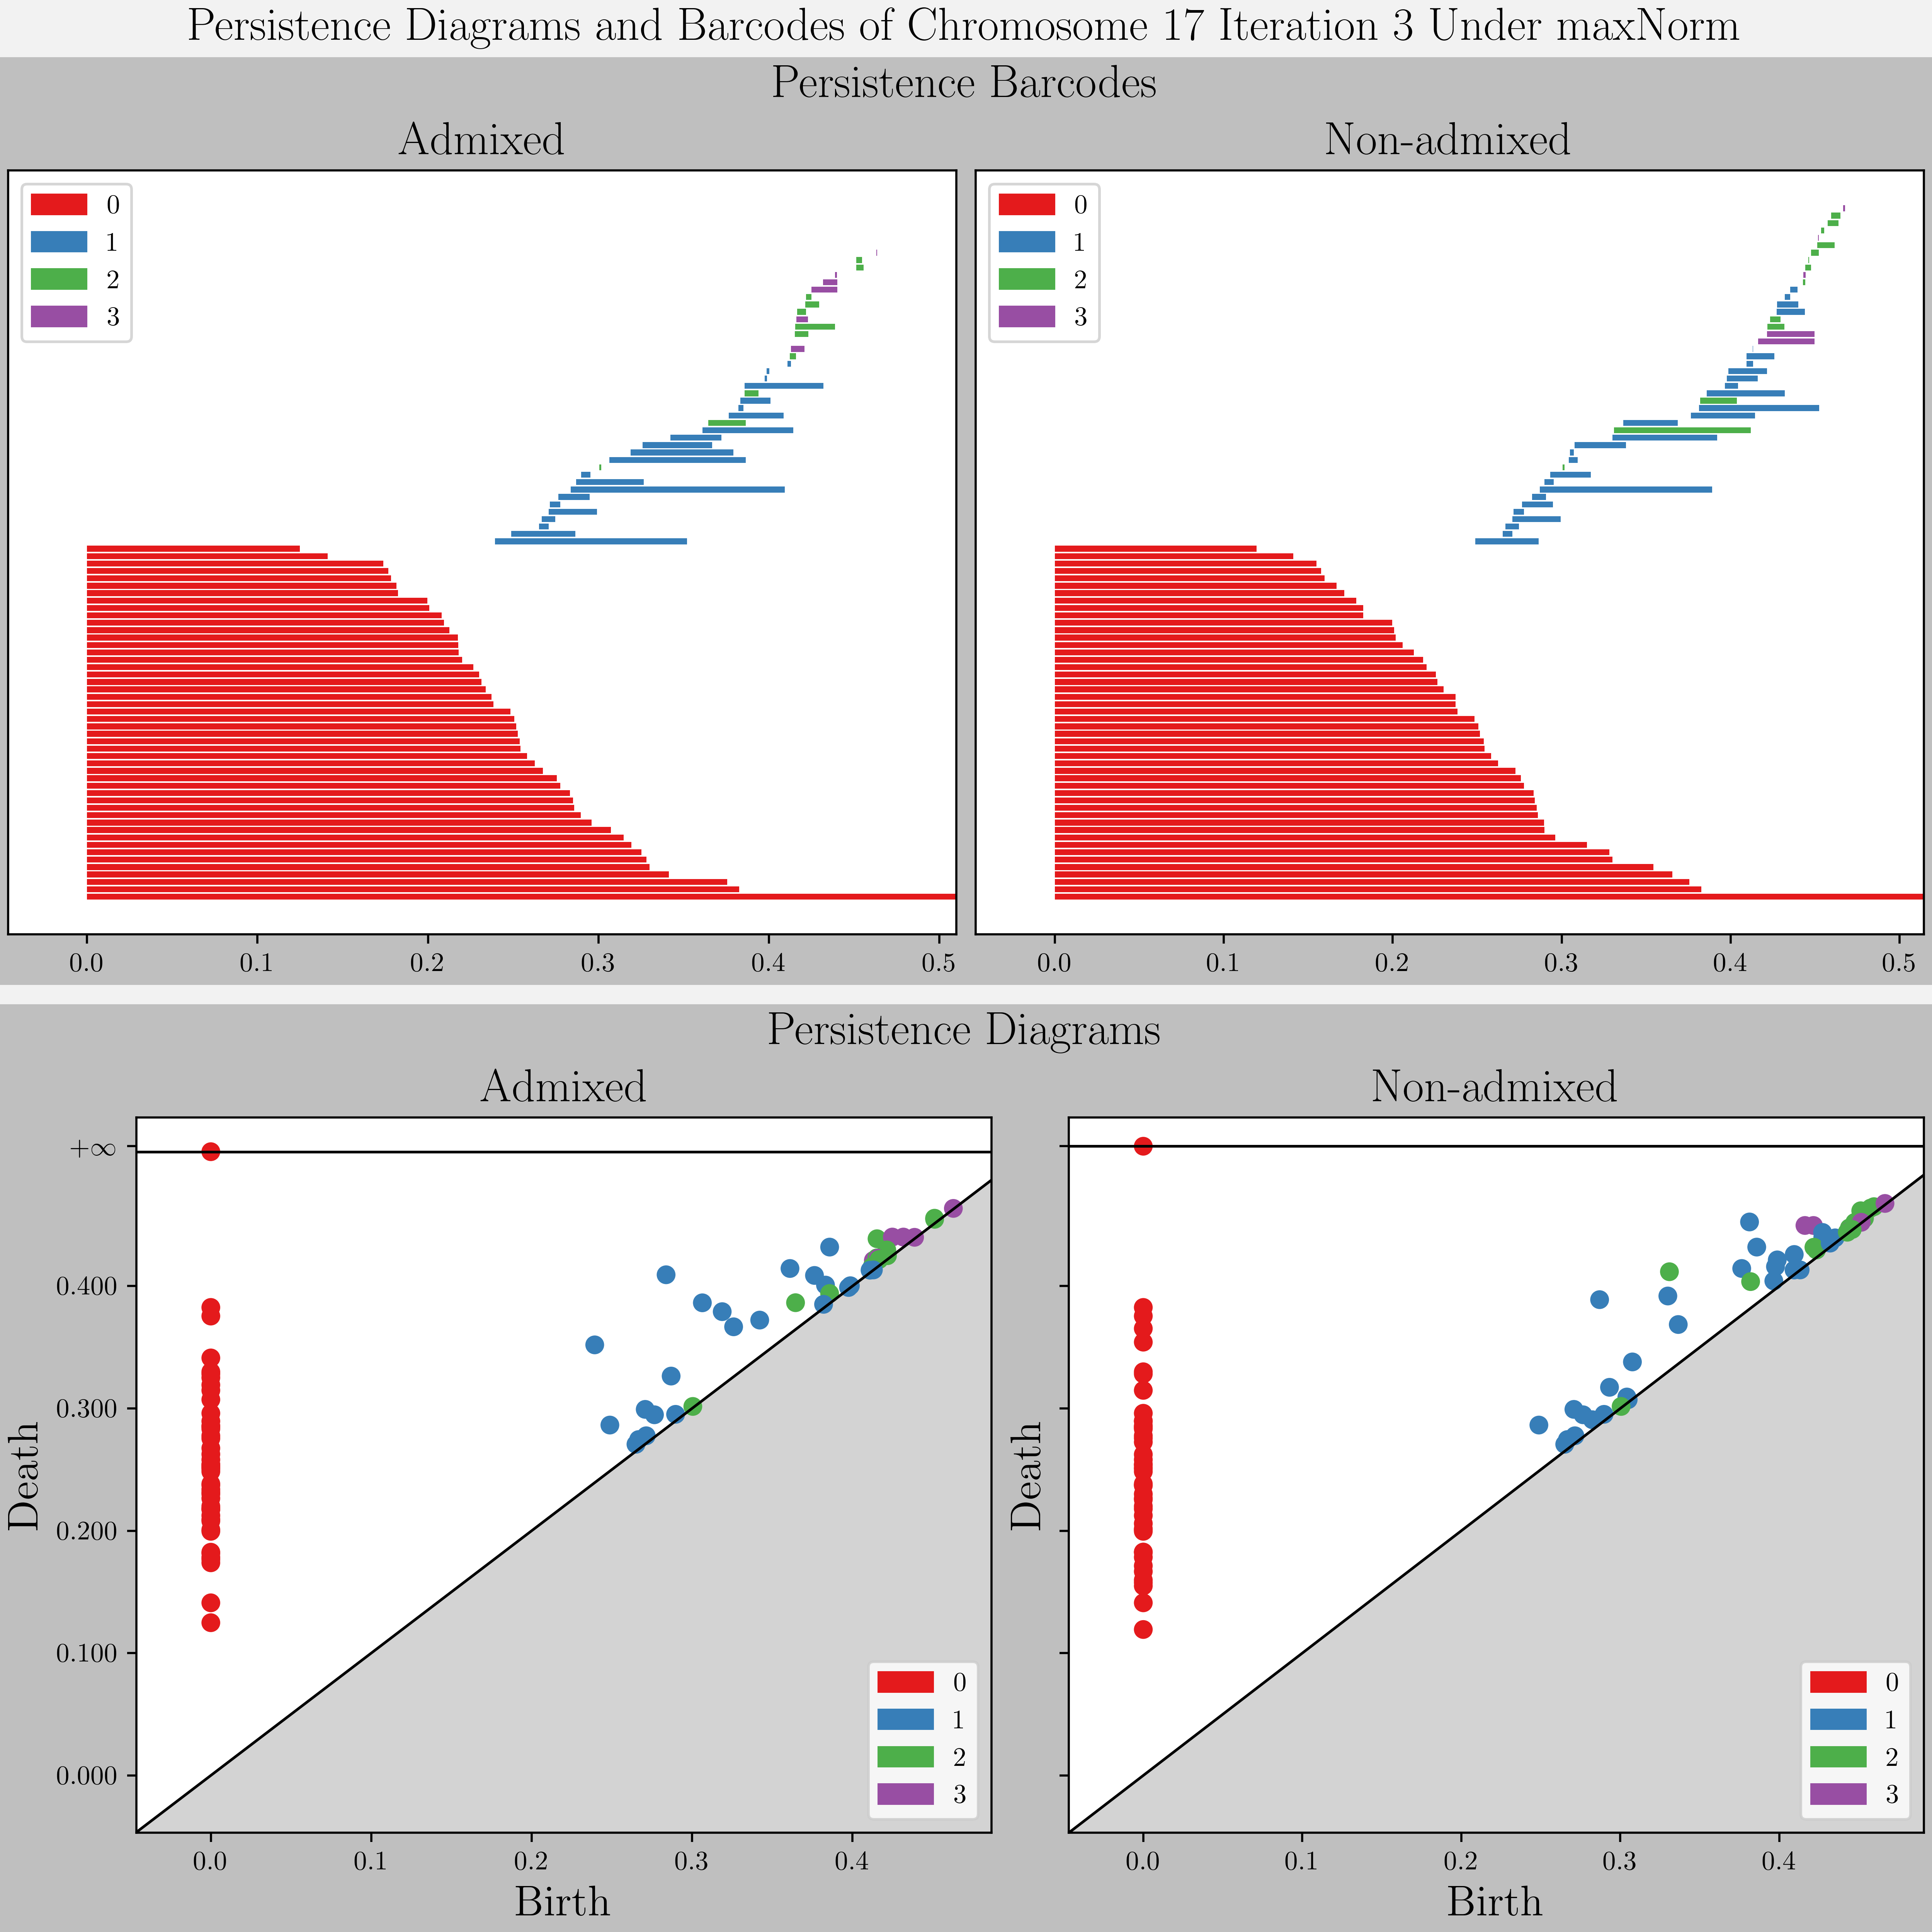 Persistence Diagrams and Barcodes of Chromosome 17 Iteration 3 Under maxNorm
Persistence Barcodes
Admixed
Non-admixed
0
1
2
3
0
1
2
3
0.0 0.1 0.2 0.3 0.4 0.5
0.0 0.1 0.2 0.3 0.4 0.5
Persistence Diagrams
Admixed
Non-admixed
+∞
0.400
0.300
0.200
0.100
0.000
Death
0
1
2
3
0.0 0.1 0.2 0.3 0.4
Birth
Death
0
1
2
3
0.0 0.1 0.2 0.3 0.4
Birth